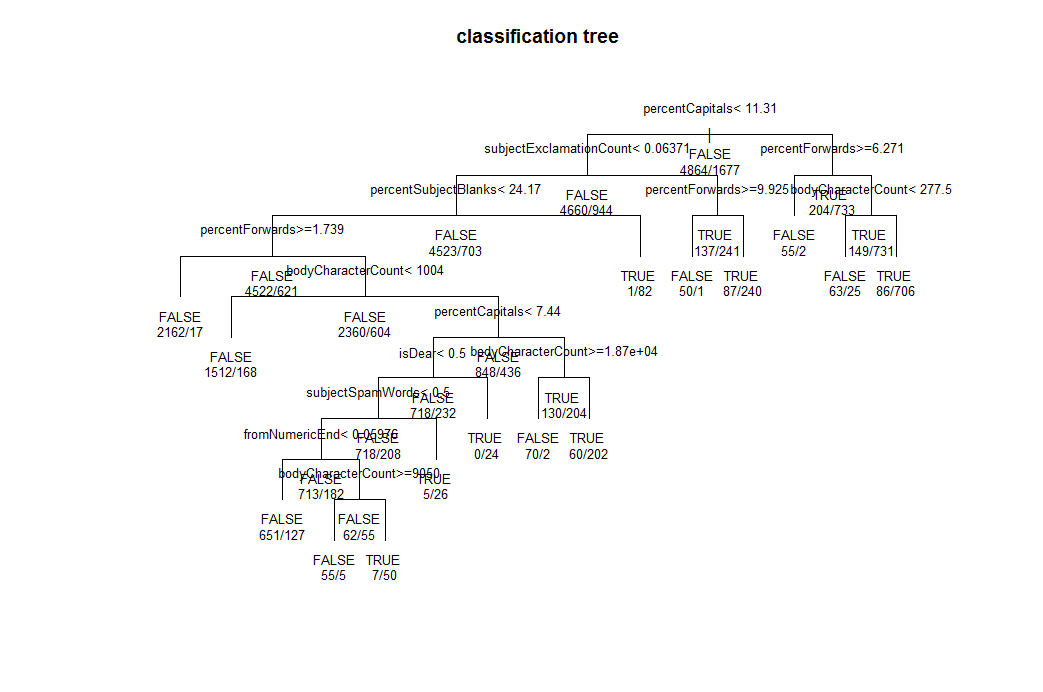 classification tree
percentCapitals< 11.31
subjectExclamationCount< 0.06371
FALSE
4864/1677
percentForwards>=6.271
percentSubjectBlanks< 24.17
FALSE
4660/944
percentForwards>=9.925
TRUE
204/733
bodyCharacterCount< 277.5
percentForwards>=1.739
FALSE
4523/703
TRUE
137/241
FALSE
55/2
TRUE
149/731
FALSE
4522/621
bodyCharacterCount< 1004
TRUE
1/82
FALSE
50/1
TRUE
87/240
FALSE
63/25
TRUE
86/706
FALSE
2162/17
FALSE
2360/604
percentCapitals< 7.44
FALSE
1512/168
isDear< 0.5
FALSE
848/436
bodyCharacterCount>=1.87e+04
subjectSpamWords< 0.5
FALSE
718/232
TRUE
130/204
fromNumericEnd< 0.05976
FALSE
718/208
TRUE
0/24
FALSE
70/2
TRUE
60/202
bodyCharacterCount>=9050
FALSE
713/182
TRUE
5/26
FALSE
651/127
FALSE
62/55
FALSE
55/5
TRUE
7/50